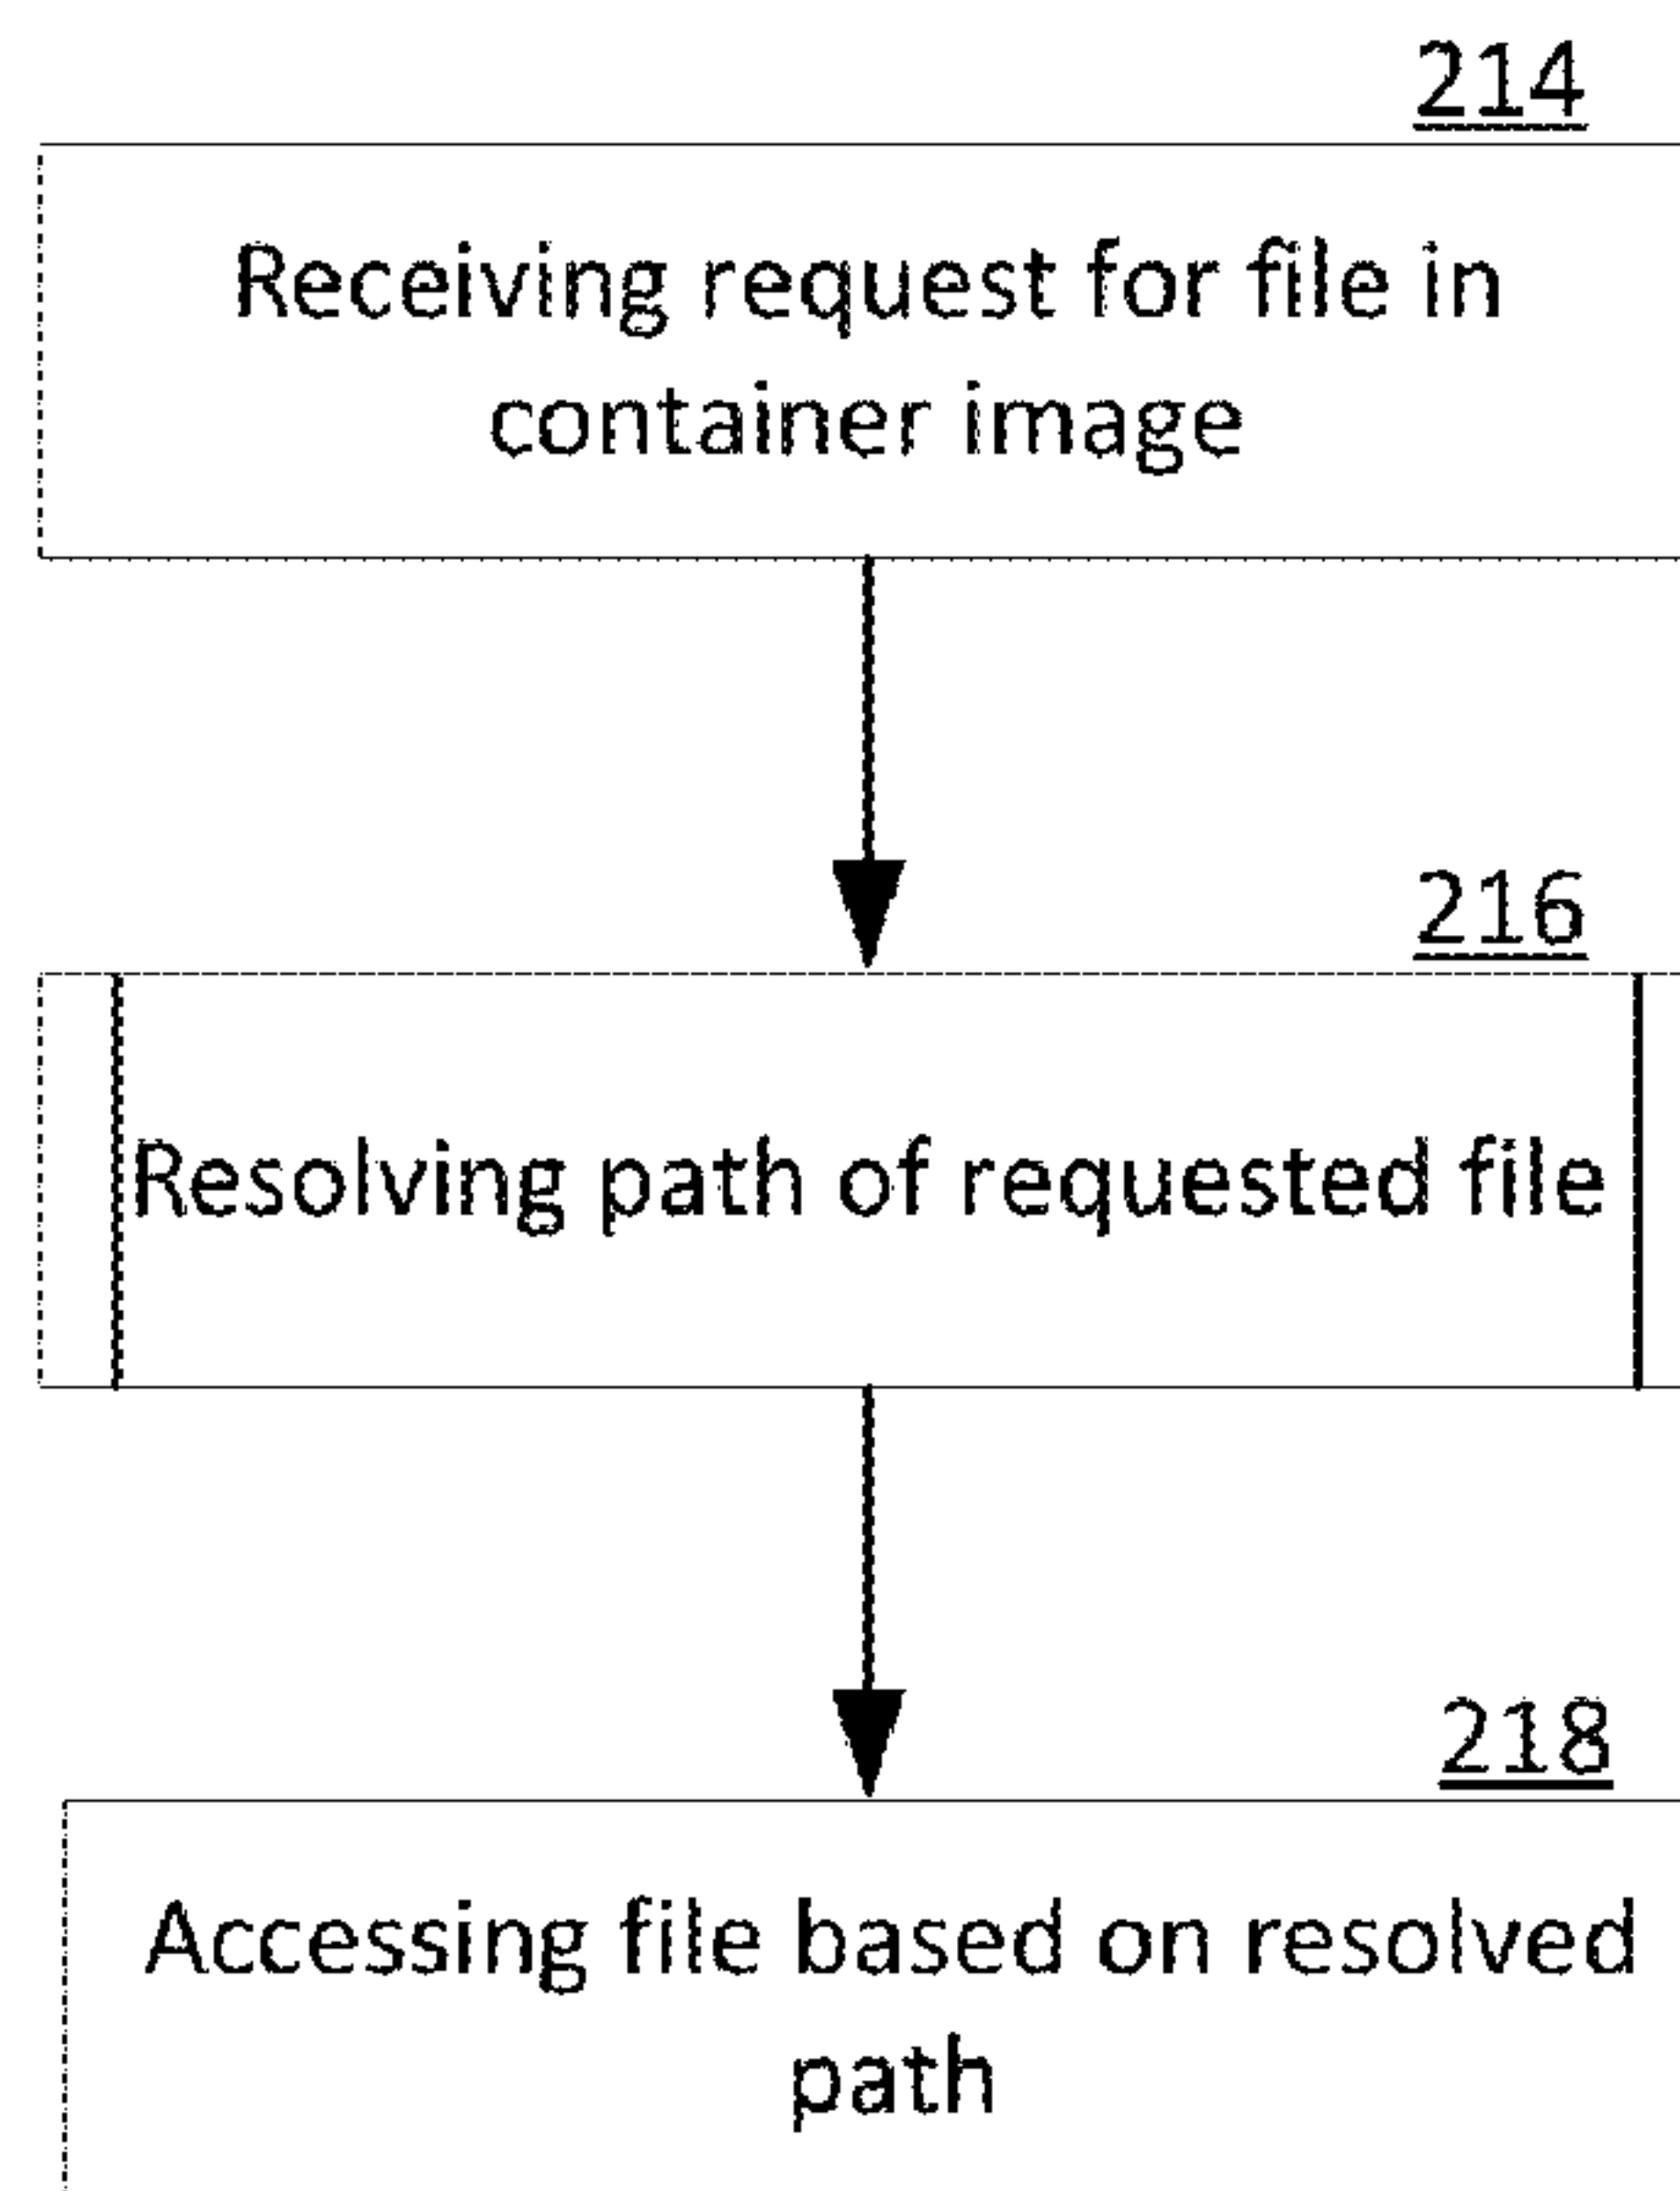 214
Receiving request for file in
container image
216
Resolving path of requested file
218
Accessing file based on resolved
path